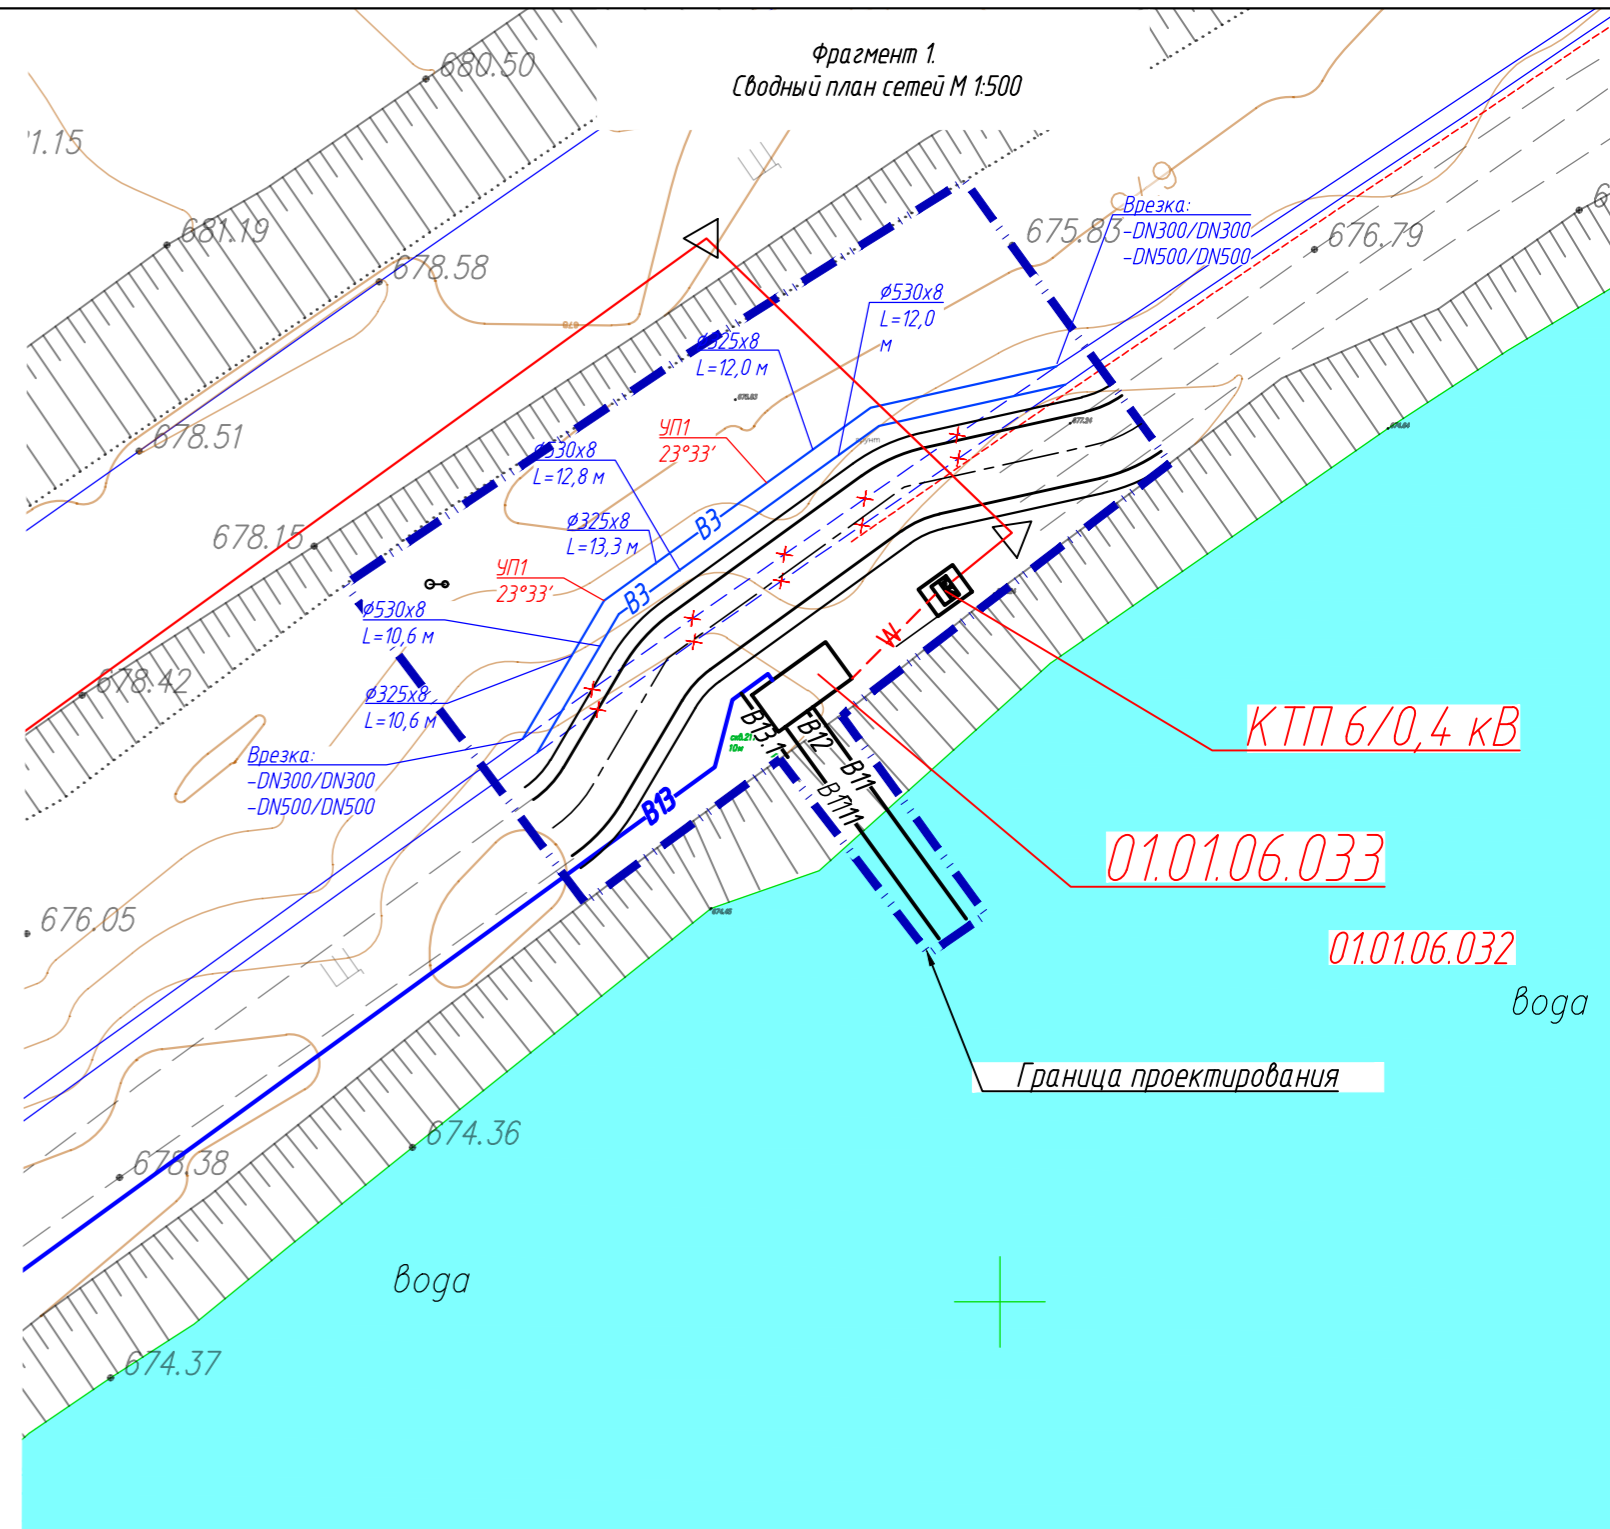 Фрагмент 1.
Сводный план сетей М 1:500
680.50
681.19
678.58
675.83
676.79
Врезка:
-DN300/DN300
-DN500/DN500
Ø530х8
L=12,0
м
Ø325х8
L=12,0 м
УП1
23°33'
678.51
Ø530х8
L=12,8 м
Ø325х8
L=13,3 м
678.15
УП1
23°33'
В3
В3
Ø530х8
L=10,6 м
678.42
Ø325х8
L=10,6 м
Врезка:
-DN300/DN300
-DN500/DN500
W
КТП 6/0,4 кВ
В13.1
В12
В11
В1111
В13
скв.21
10м
01.01.06.033
676.05
01.01.06.032
вода
Граница проектирования
674.36
678.38
вода
674.37